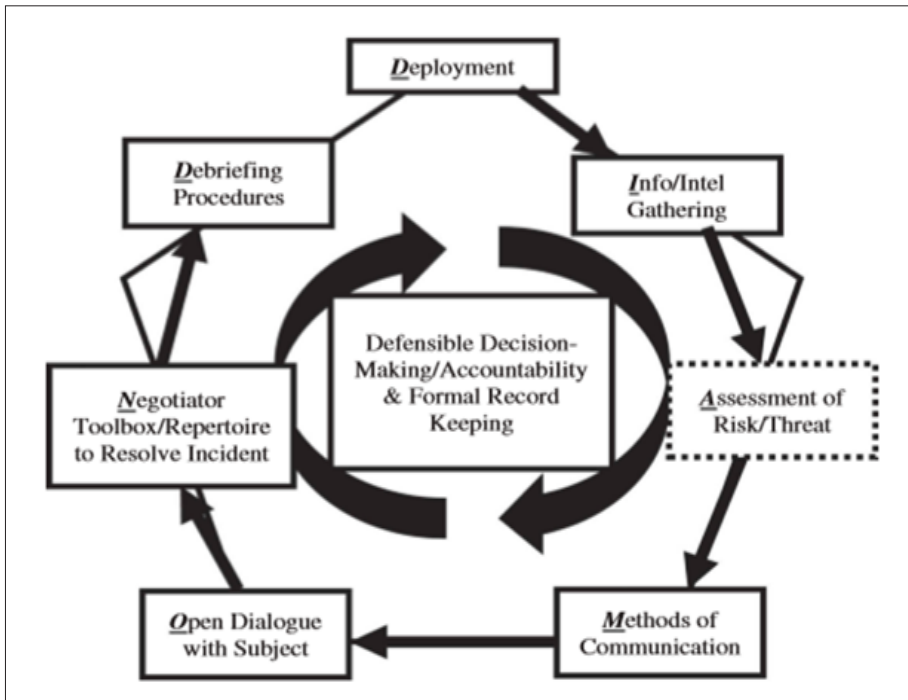 Deployment
Info/Intel
Gathering
Assessment of
Risk/Threat
Methods of
Communication
Open Dialogue
with Subject
Negotiator
Toolbox/Repertoire
to Resolve Incident
Debriefing
Procedures
Defensible Decision-
Making/Accountability
& Formal Record
Keeping